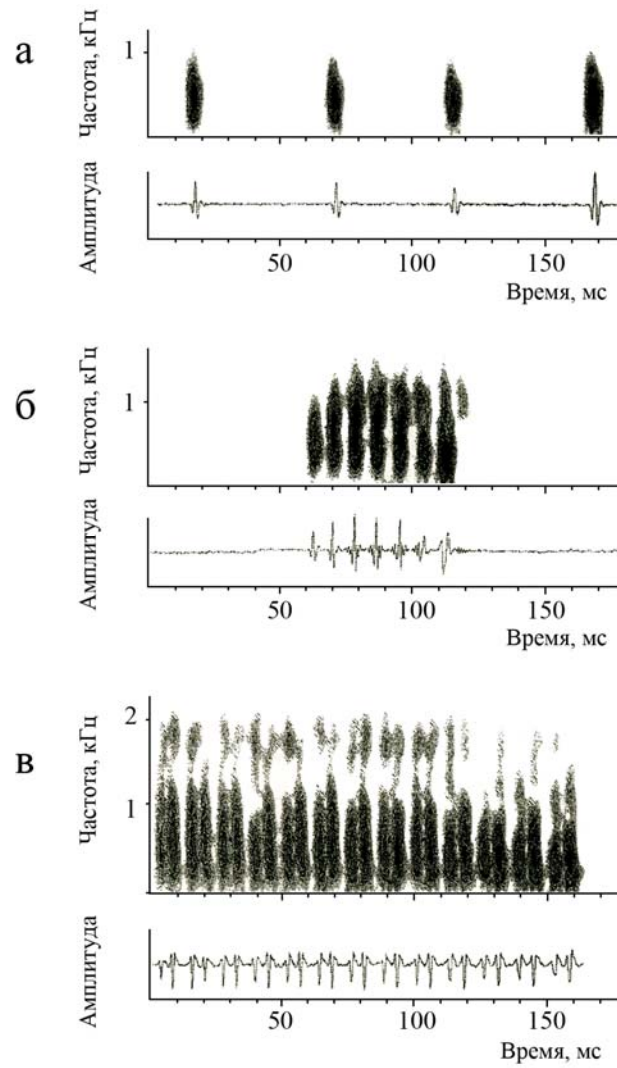 а
Частота, кГц
1
Амплитуда
50 100 150
Время, мс
б
Частота, кГц
1
Амплитуда
50 100 150
Время, мс
в
Частота, кГц
2
1
Амплитуда
50 100 150
Время, мс